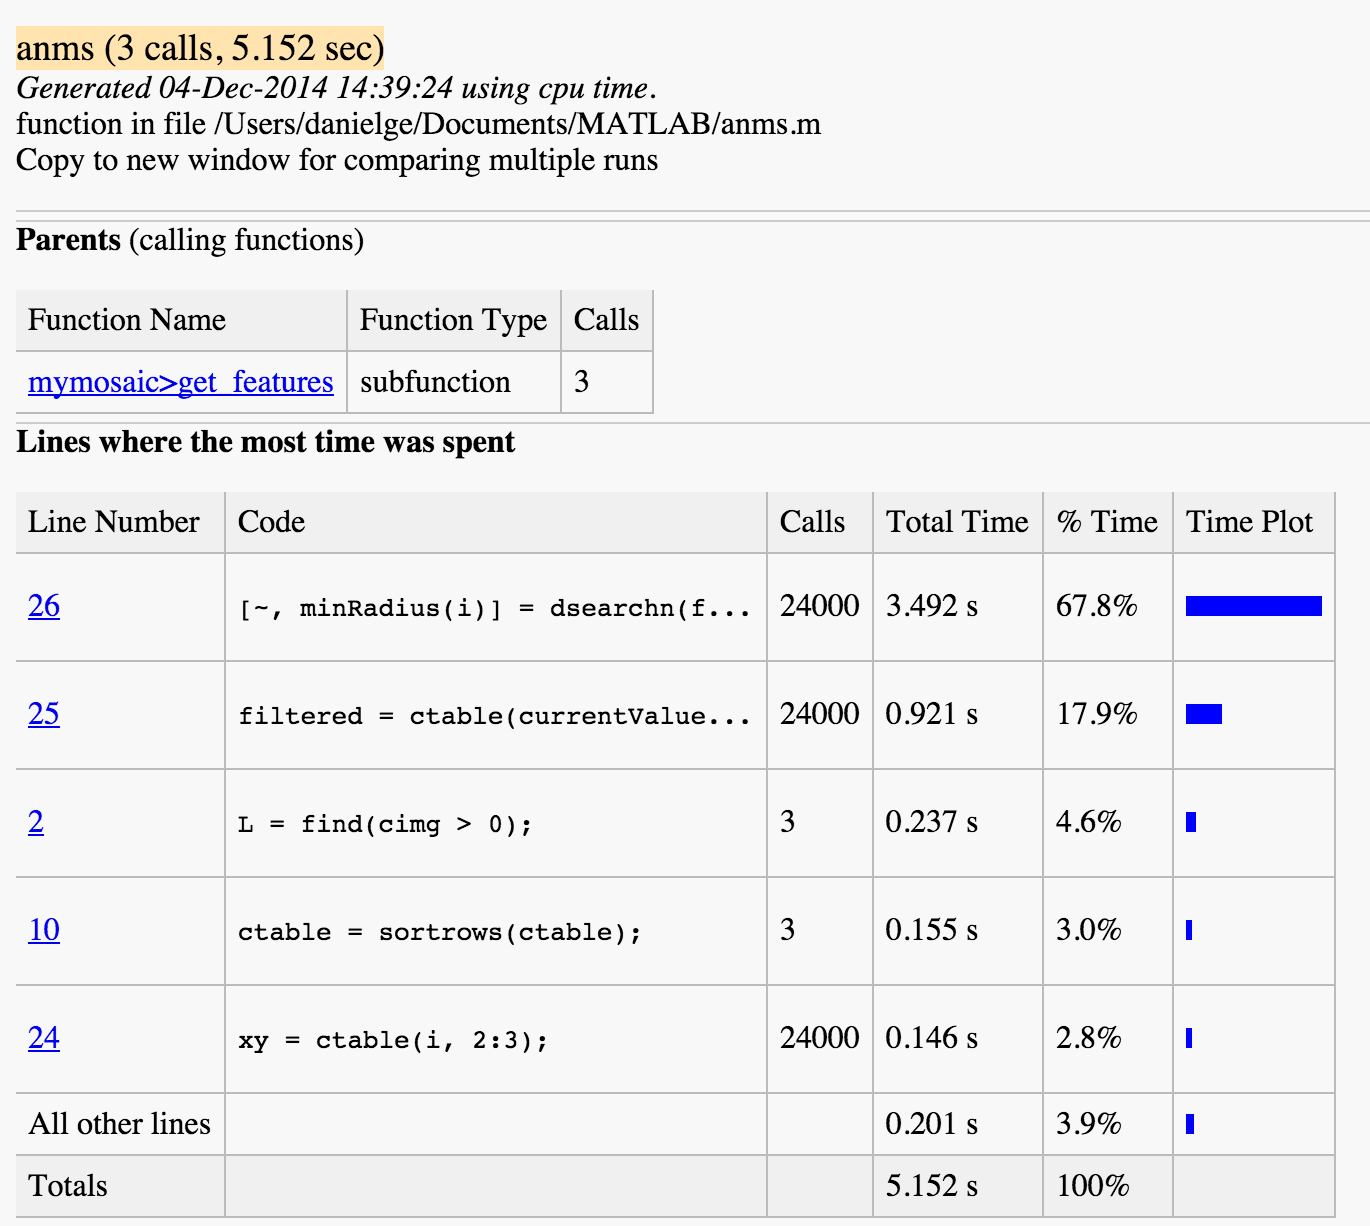 anms (3 calls, 5.152 sec)
Generated 04-Dec-2014 14:39:24 using cpu time.
function in file /Users/danielge/Documents/MATLAB/anms.m
Copy to new window for comparing multiple runs
Parents (calling functions)
Function Name Function Type Calls
mymosaic>get_features subfunction 3
Lines where the most time was spent
Line Number Code Calls Total Time % Time Time Plot
26 [~, minRadius(i)] = dsearchn(f... 24000 3.492 s 67.8%
25 filtered = ctable(currentValue... 24000 0.921 s 17.9%
2 L = find(cimg > 0); 3 0.237 s 4.6%
10 ctable = sortrows(ctable); 3 0.155 s 3.0%
24 xy = ctable(i, 2:3); 24000 0.146 s 2.8%
All other lines 0.201 s 3.9%
Totals 5.152 s 100%